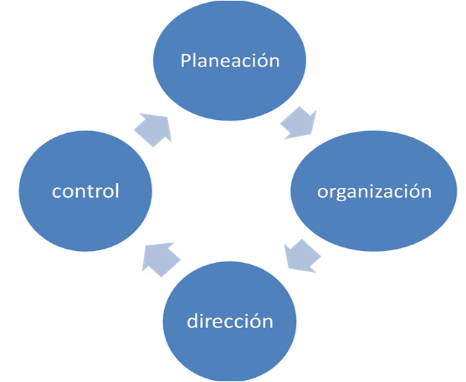 Planeación
organización
dirección
control